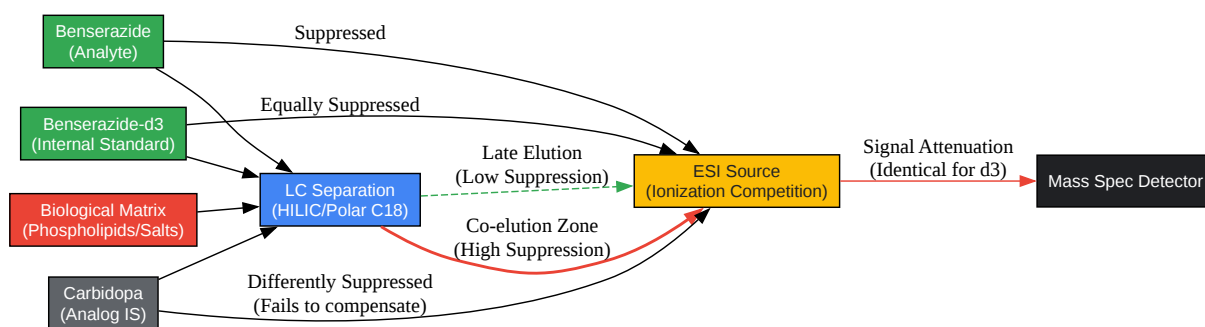 Benserazide
(Analyte)
Suppressed
Benserazide-d3
(Internal Standard)
Equally Suppressed
Biological Matrix
(Phospholipids/Salts)
Carbidopa
(Analog IS)
LC Separation
(HILIC/Polar C18)
Late Elution
(Low Suppression)
Co-elution Zone
(High Suppression)
Differently Suppressed
(Fails to compensate)
ESI Source
(Ionization Competition)
Signal Attenuation
(Identical for d3)
Mass Spec Detector